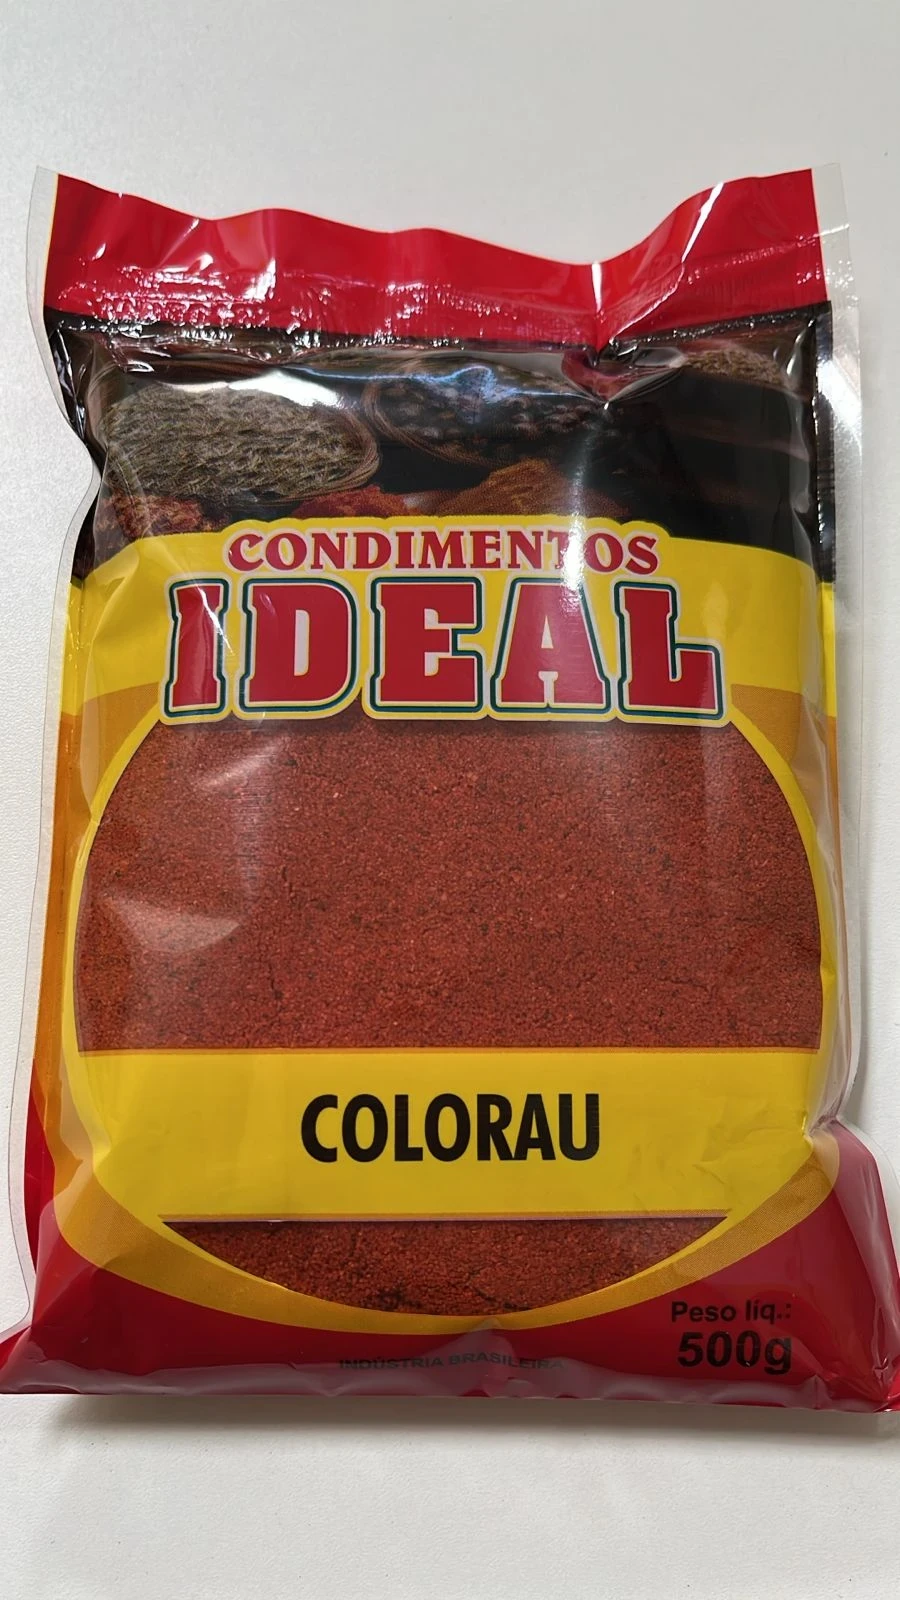 CONDIMENTOS
IDEAL
COLORAU
Peso líq.:
500g
INDÚSTRIA BRASILEIRA